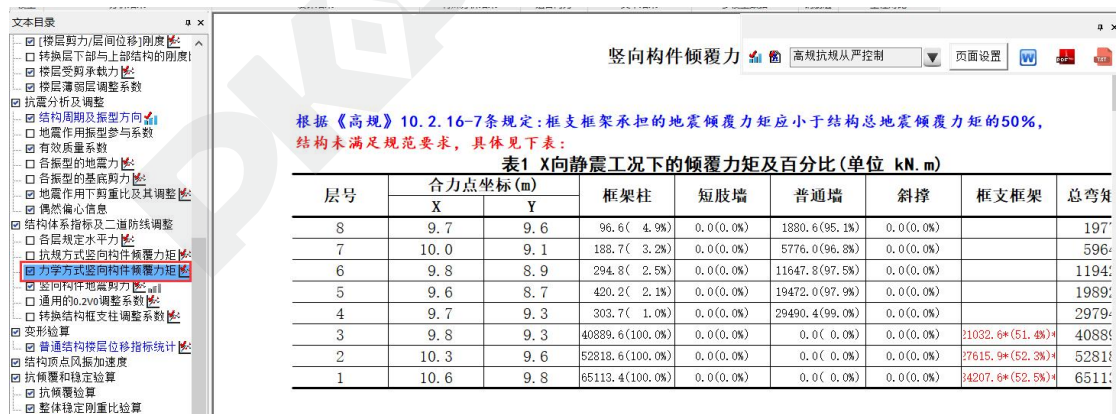 文本目录
[楼层剪力/层间位移]刚度
转换层下部与上部结构的刚度
楼层受剪承载力
楼层薄弱层调整系数
抗震分析及调整
结构周期及振型方向
地震作用振型参与系数
有效质量系数
各振型的地震力
各振型的基底剪力
地震作用下剪重比及其调整
偶然偏心信息
结构体系指标及二道防线调整
各层规定水平力
抗规方式竖向构件倾覆力矩
力学方式竖向构件倾覆力矩
竖向构件地震剪力
通用的0.2V0调整系数
转换结构框支柱调整系数
变形验算
普通结构楼层位移指标统计
结构顶点风振加速度
抗倾覆和稳定验算
抗倾覆验算
整体稳定刚重比验算
竖向构件倾覆力
高规抗规从严控制 页面设置
根据《高规》10.2.16-7条规定:框支框架承担的地震倾覆力矩应小于结构总地震倾覆力矩的50%，
结构未满足规范要求，具体见下表:
表1 X向静震工况下的倾覆力矩及百分比(单位 kN.m)
层号 合力点坐标(m) 框架柱 短肢墙 普通墙 斜撑 框支框架 总弯矩
X Y
8 9.7 9.6 96.6( 4.9%) 0.0(0.0%) 1880.6(95.1%) 0.0(0.0%) 197
7 10.0 9.1 188.7( 3.2%) 0.0(0.0%) 5776.0(96.8%) 0.0(0.0%) 596
6 9.8 8.9 294.8( 2.5%) 0.0(0.0%) 11647.8(97.5%) 0.0(0.0%) 1194
5 9.6 8.7 420.2( 2.1%) 0.0(0.0%) 19472.0(97.9%) 0.0(0.0%) 1989
4 9.7 9.3 303.7( 1.0%) 0.0(0.0%) 29490.4(99.0%) 0.0(0.0%) 2979
3 9.8 9.3 40889.6(100.0%) 0.0(0.0%) 0.0( 0.0%) 0.0(0.0%) 21032.6*(51.4%)* 4088
2 10.3 9.6 52818.6(100.0%) 0.0(0.0%) 0.0( 0.0%) 0.0(0.0%) 27615.9*(52.3%)* 5281
1 10.6 9.8 65113.4(100.0%) 0.0(0.0%) 0.0( 0.0%) 0.0(0.0%) 34207.6*(52.5%)* 6511